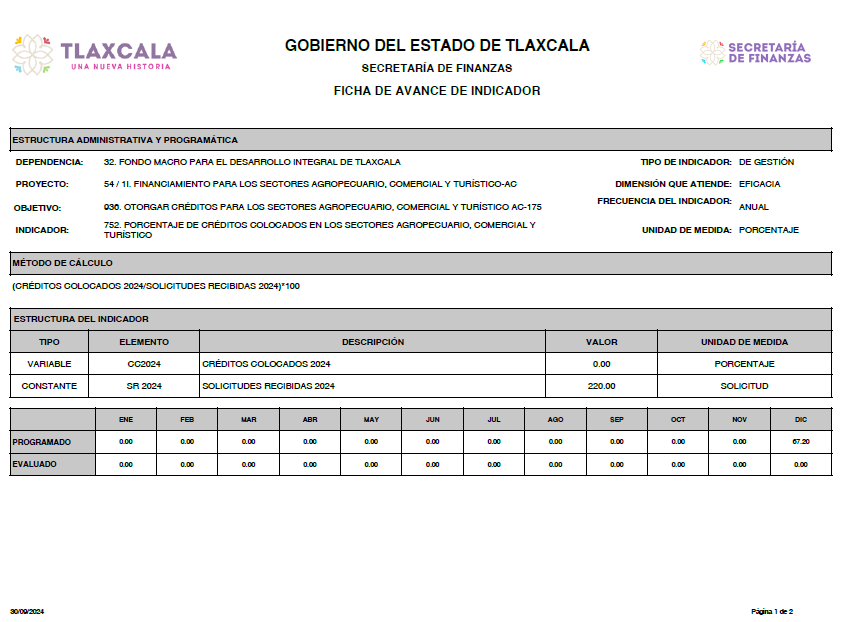 TLAXCALA
UNA NUEVA HISTORIA
GOBIERNO DEL ESTADO DE TLAXCALA
SECRETARÍA DE FINANZAS
FICHA DE AVANCE DE INDICADOR
SECRETARÍA
DE FINANZAS
ESTRUCTURA ADMINISTRATIVA Y PROGRAMÁTICA
DEPENDENCIA: 32. FONDO MACRO PARA EL DESARROLLO INTEGRAL DE TLAXCALA TIPO DE INDICADOR: DE GESTIÓN
PROYECTO: 54 / 1I. FINANCIAMIENTO PARA LOS SECTORES AGROPECUARIO, COMERCIAL Y TURÍSTICO-AC DIMENSIÓN QUE ATIENDE: EFICACIA
OBJETIVO: 936. OTORGAR CRÉDITOS PARA LOS SECTORES AGROPECUARIO, COMERCIAL Y TURÍSTICO AC-175 FRECUENCIA DEL INDICADOR: ANUAL
INDICADOR: 752. PORCENTAJE DE CRÉDITOS COLOCADOS EN LOS SECTORES AGROPECUARIO, COMERCIAL Y
TURÍSTICO UNIDAD DE MEDIDA: PORCENTAJE
MÉTODO DE CÁLCULO
(CRÉDITOS COLOCADOS 2024/SOLICITUDES RECIBIDAS 2024)*100
ESTRUCTURA DEL INDICADOR
TIPO ELEMENTO DESCRIPCIÓN VALOR UNIDAD DE MEDIDA
VARIABLE CC2024 CRÉDITOS COLOCADOS 2024 0.00 PORCENTAJE
CONSTANTE SR 2024 SOLICITUDES RECIBIDAS 2024 220.00 SOLICITUD
ENE FEB MAR ABR MAY JUN JUL AGO SEP OCT NOV DIC
PROGRAMADO 0.00 0.00 0.00 0.00 0.00 0.00 0.00 0.00 0.00 0.00 0.00 67.20
EVALUADO 0.00 0.00 0.00 0.00 0.00 0.00 0.00 0.00 0.00 0.00 0.00 0.00
30/09/2024 Página 1 de 2